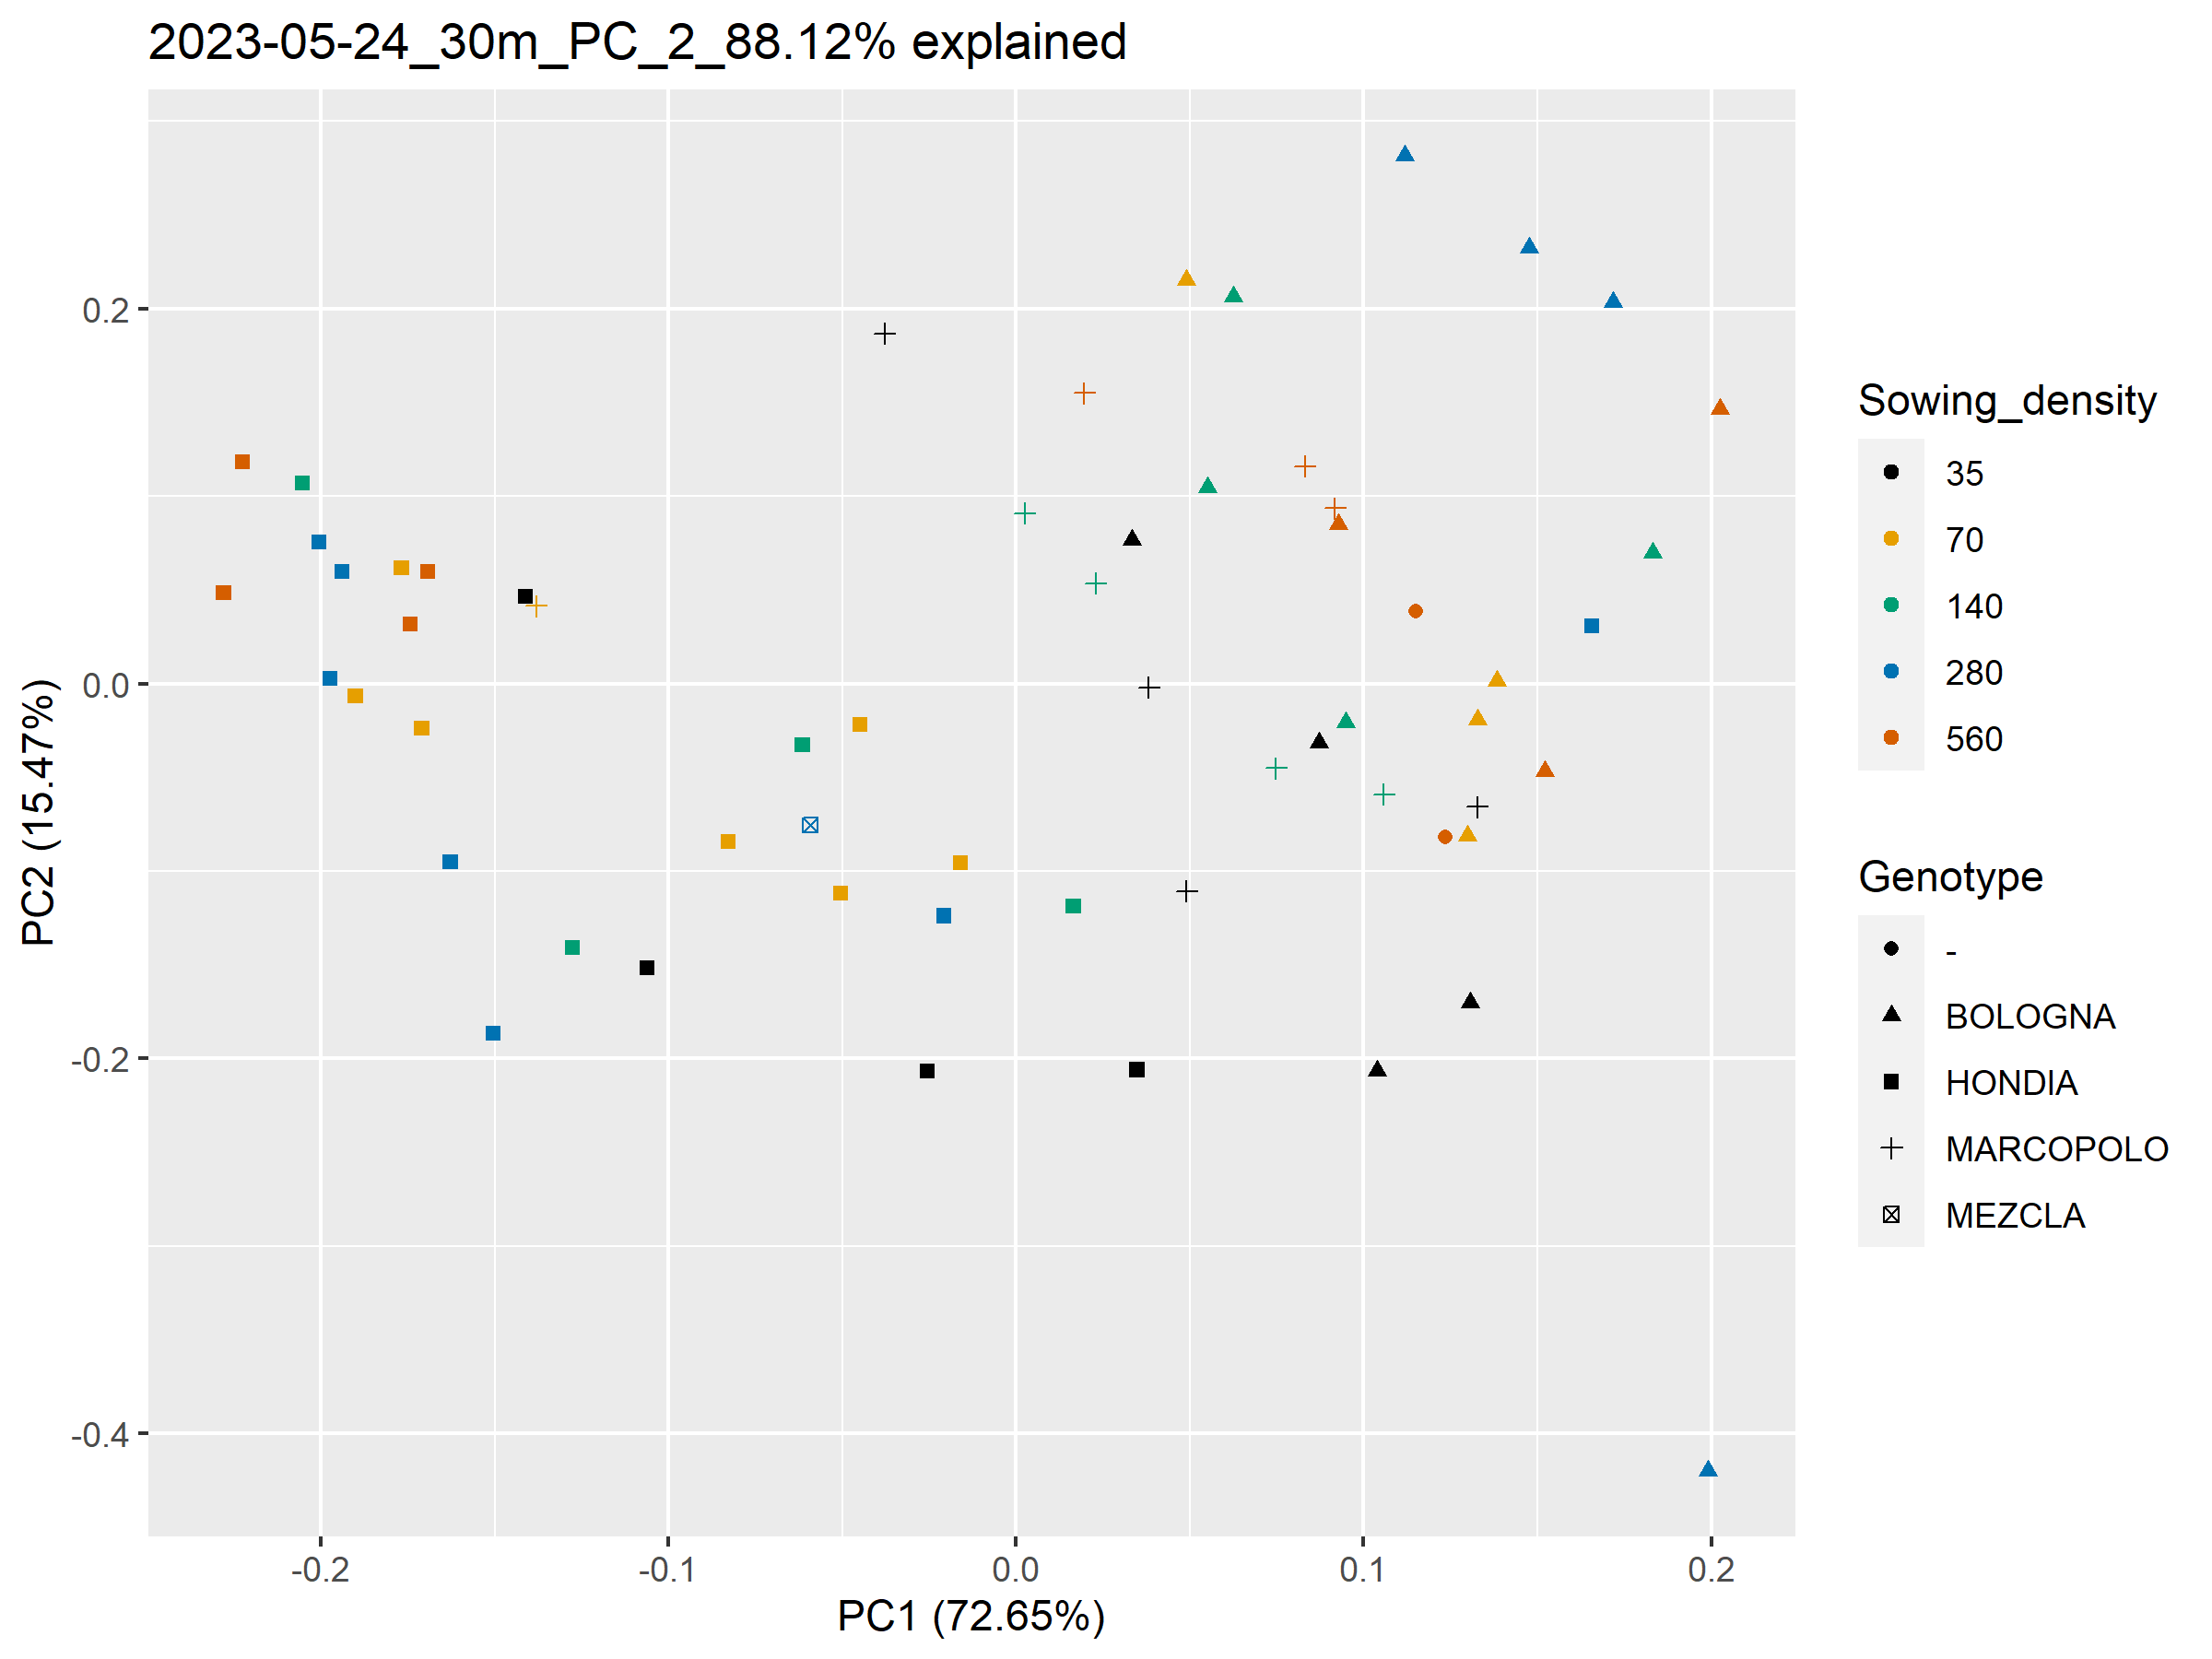 2023-05-24_30m_PC_2_88.12% explained
0.2
0.0
-0.2
-0.4
PC2 (15.47%)
-0.2
-0.1
0.0
0.1
0.2
PC1 (72.65%)
Sowing_density
35
70
140
280
560
Genotype
-
BOLOGNA
HONDIA
MARCOPOLO
MEZCLA